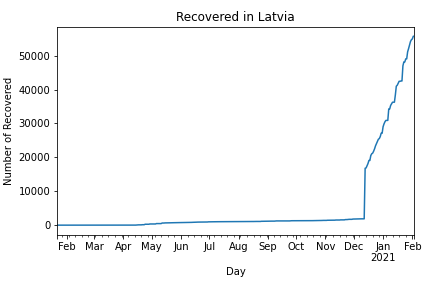 Recovered in Latvia
50000
40000
30000
20000
10000
0
Number of Recovered
Feb Mar Apr May Jun Jul Aug Sep Oct Nov Dec Jan Feb
2021
Day